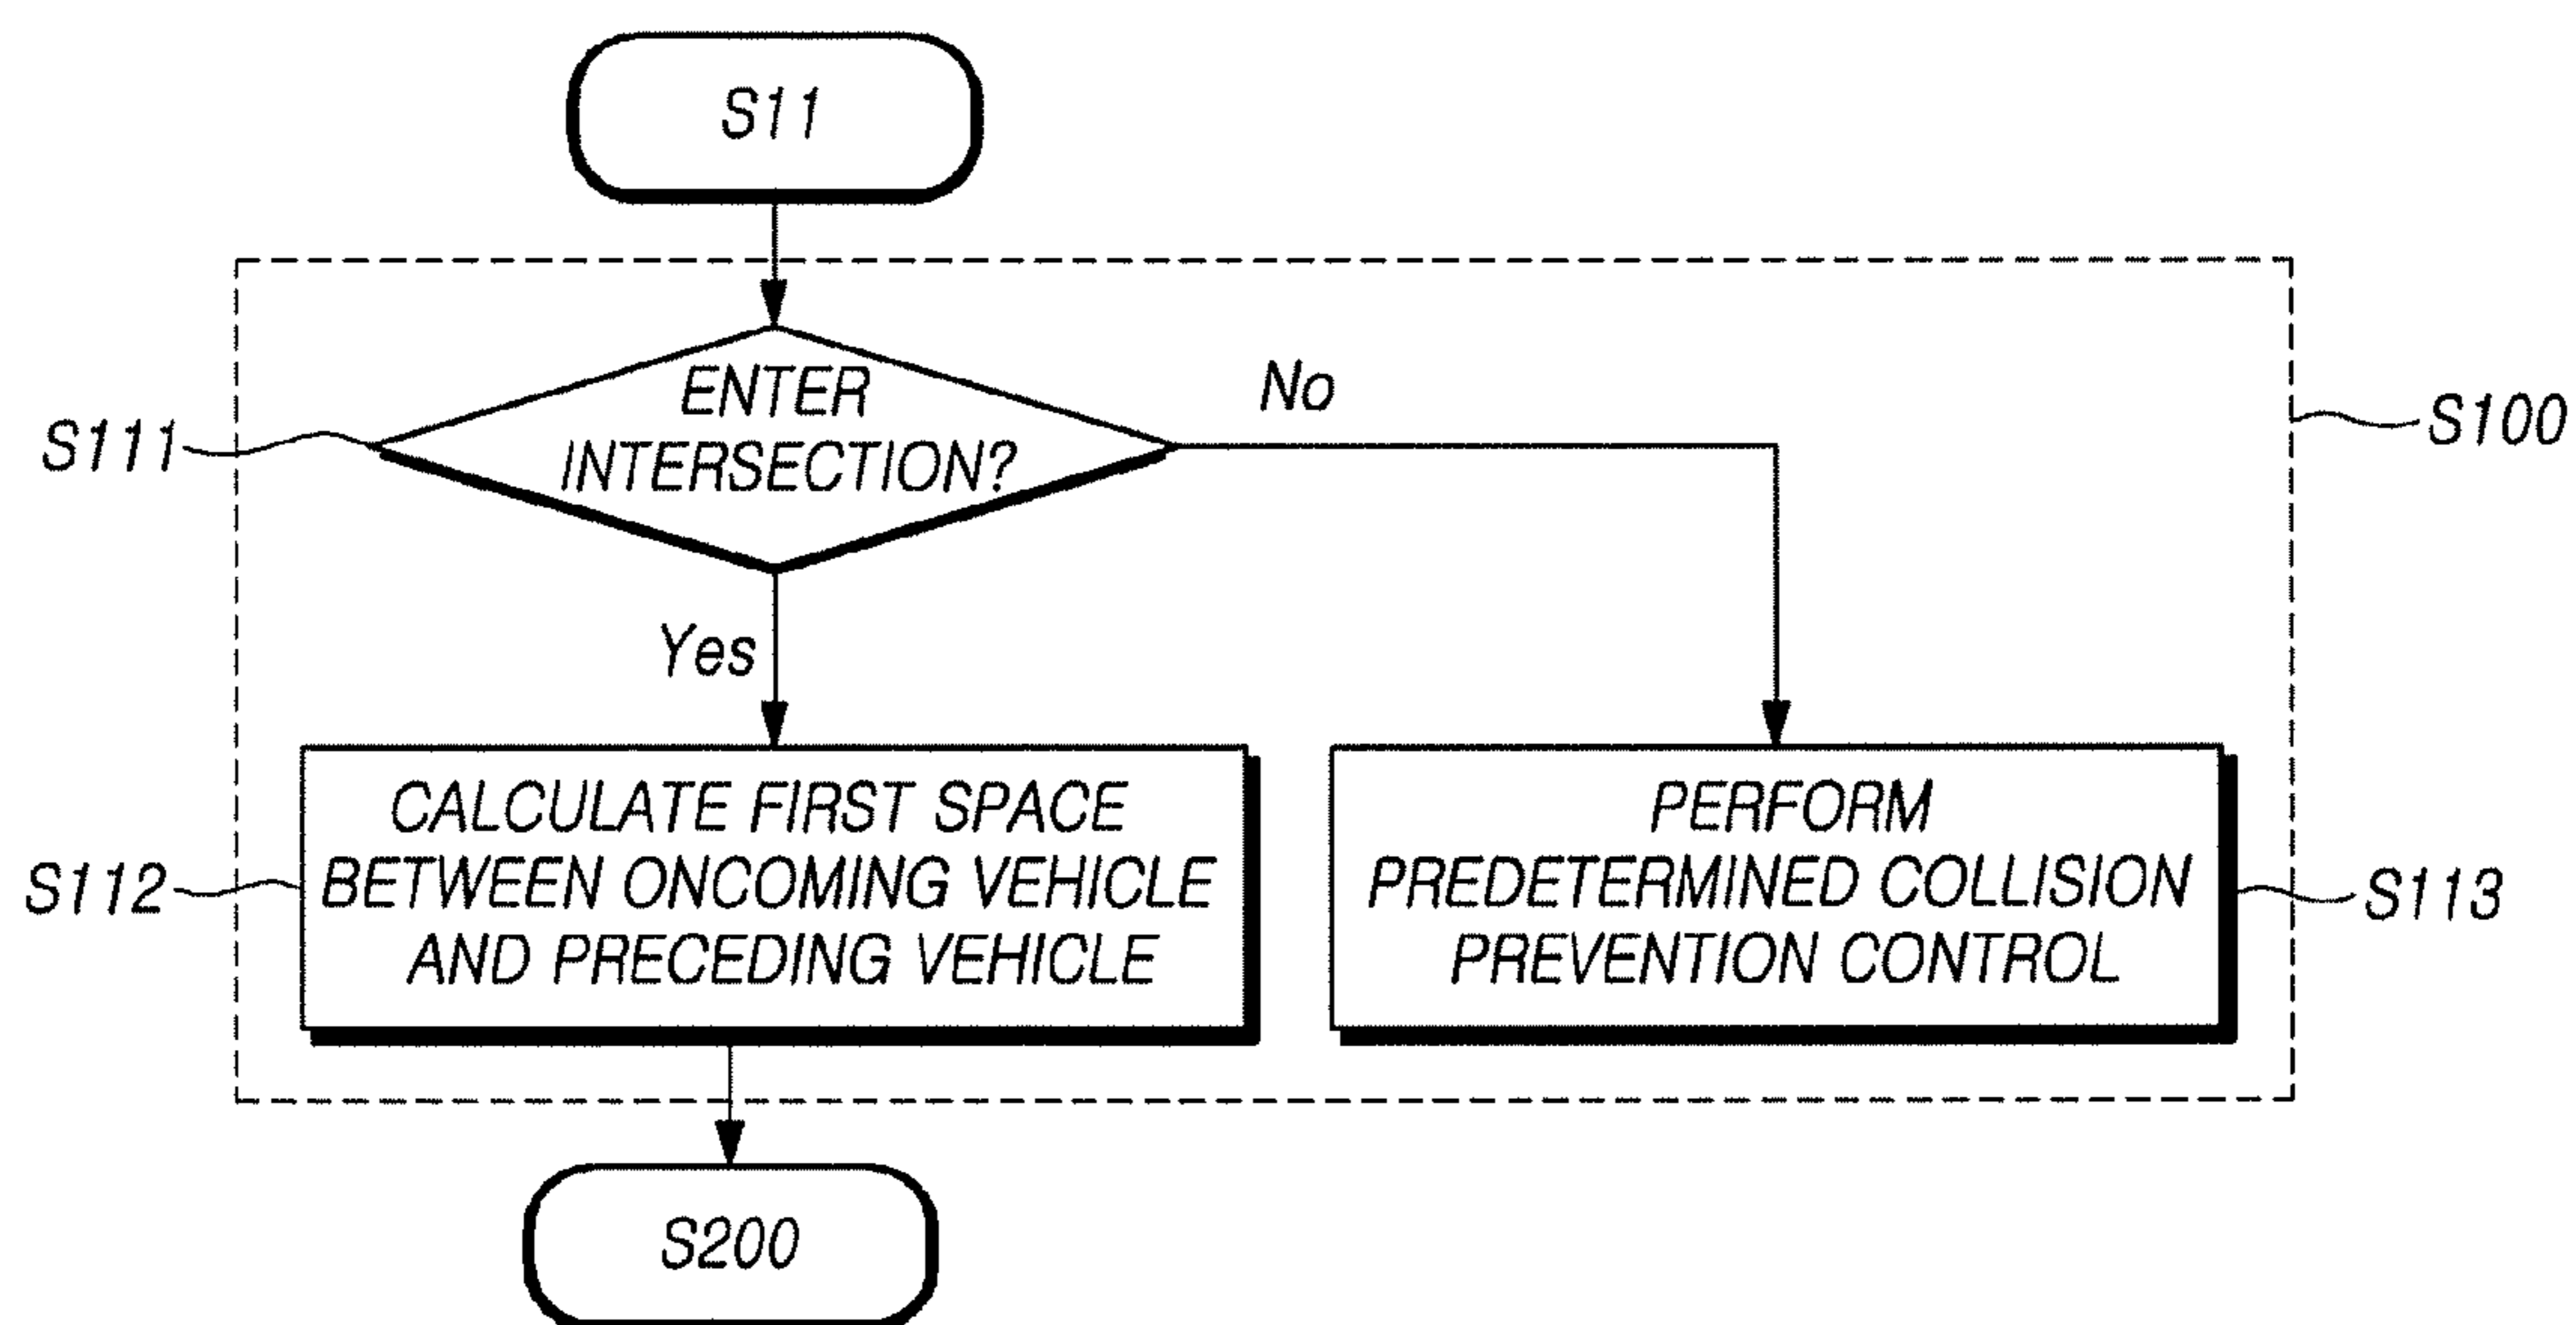 S11
ENTER
INTERSECTION?
No
S111
S100
Yes
CALCULATE FIRST SPACE
BETWEEN ONCOMING VEHICLE
AND PRECEDING VEHICLE
S112
PERFORM
PREDETERMINED COLLISION
PREVENTION CONTROL
S113
S200